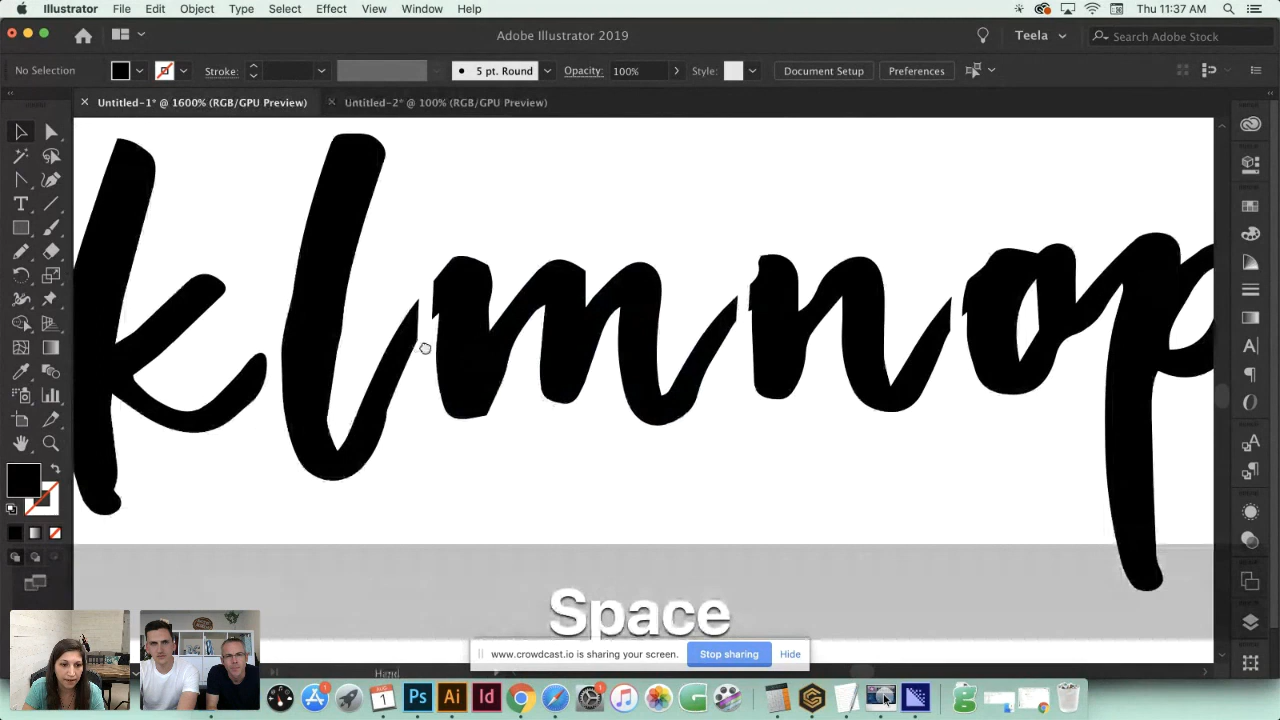 Illustrator File Edit Object Type Select Effect View Window Help Thu 11:37 AM
Adobe Illustrator 2019 Teela Search Adobe Stock
No Selection Stroke: 5 pt. Round Opacity: 100% Style: Document Setup Preferences
Untitled-1* @ 1600% (RGB/GPU Preview) Untitled-2* @ 100% (RGB/GPU Preview)
klmnop
Space
www.crowdcast.io is sharing your screen. Stop sharing Hide
Hand